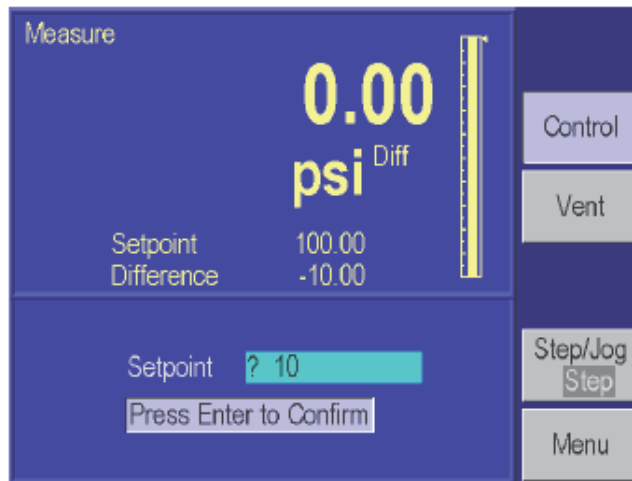 Measure
0.00
psi Diff
Setpoint 100.00
Difference -10.00
Setpoint ? 10
Press Enter to Confirm
Control
Vent
Step/Jog
Step
Menu